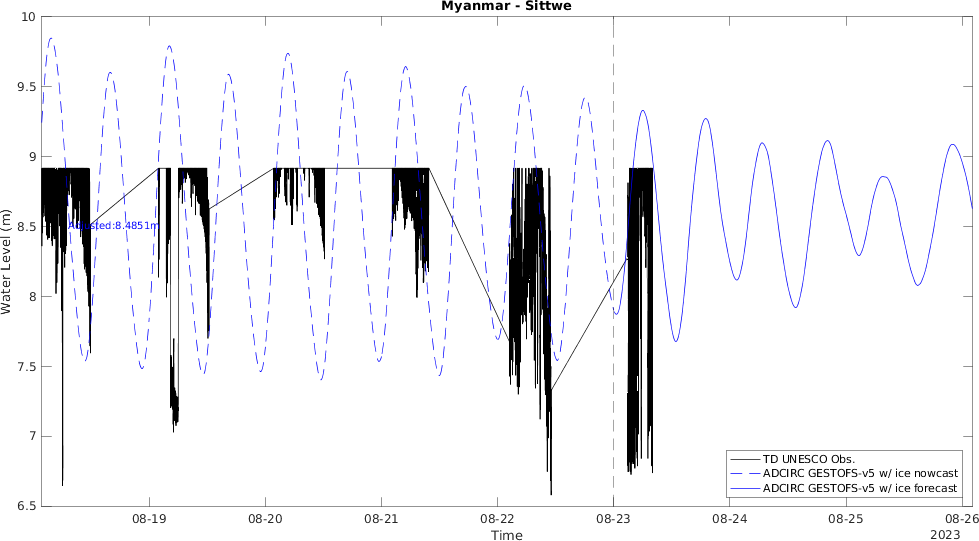 Myanmar - Sittwe
10
9.5
9
8.5
8
7.5
7
6.5
Water Level (m)
Adjusted:8.4851m
TD UNESCO Obs.
ADCIRC GESTOFS-v5 w/ ice nowcast
ADCIRC GESTOFS-v5 w/ ice forecast
08-19
08-20
08-21
08-22
08-23
08-24
08-25
08-26
Time
2023